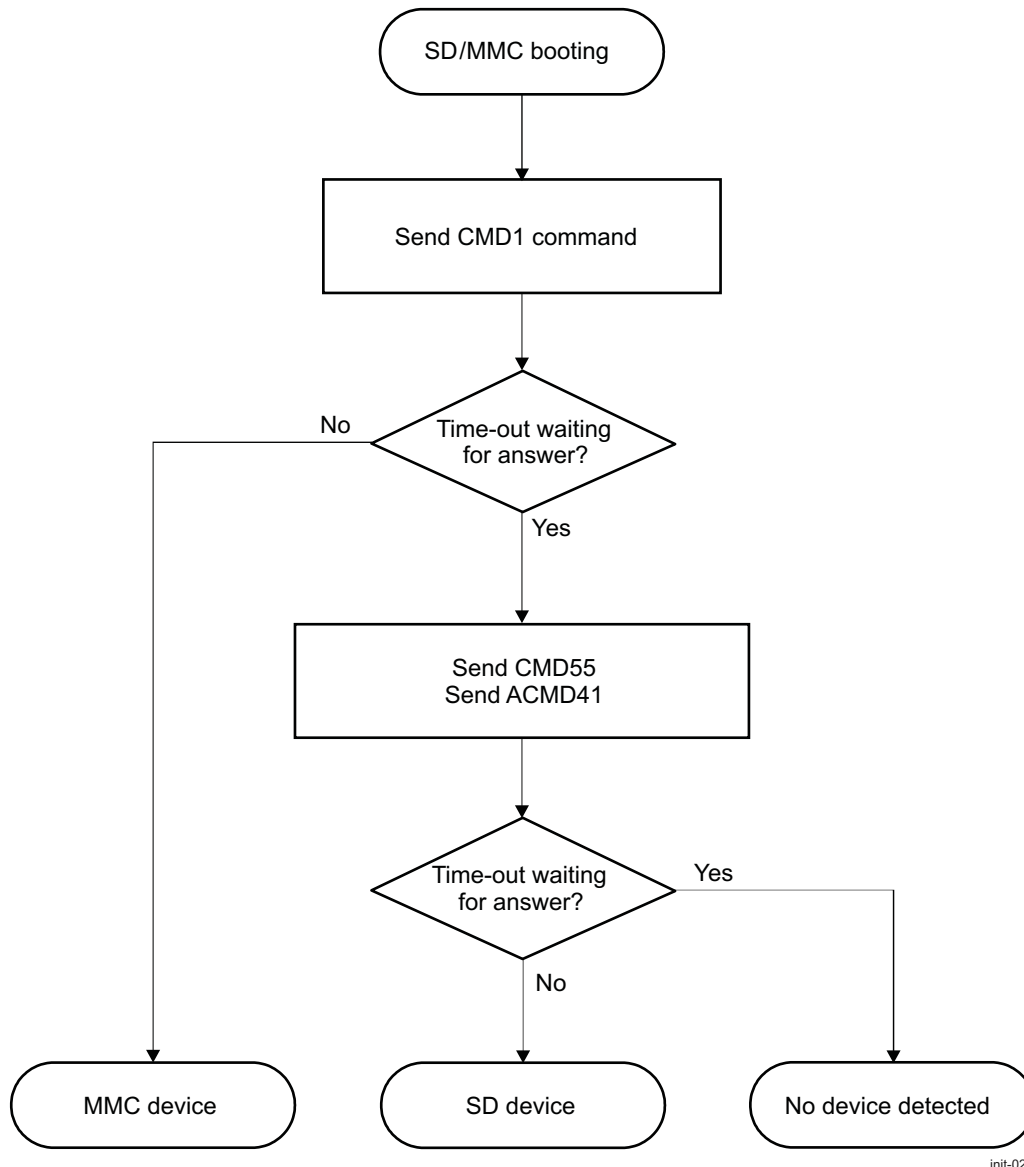 SD/MMC booting
Send CMD1 command
No
Time-out waiting
for answer?
Yes
Send CMD55
Send ACMD41
Time-out waiting
for answer?
Yes
No
MMC device
SD device
No device detected